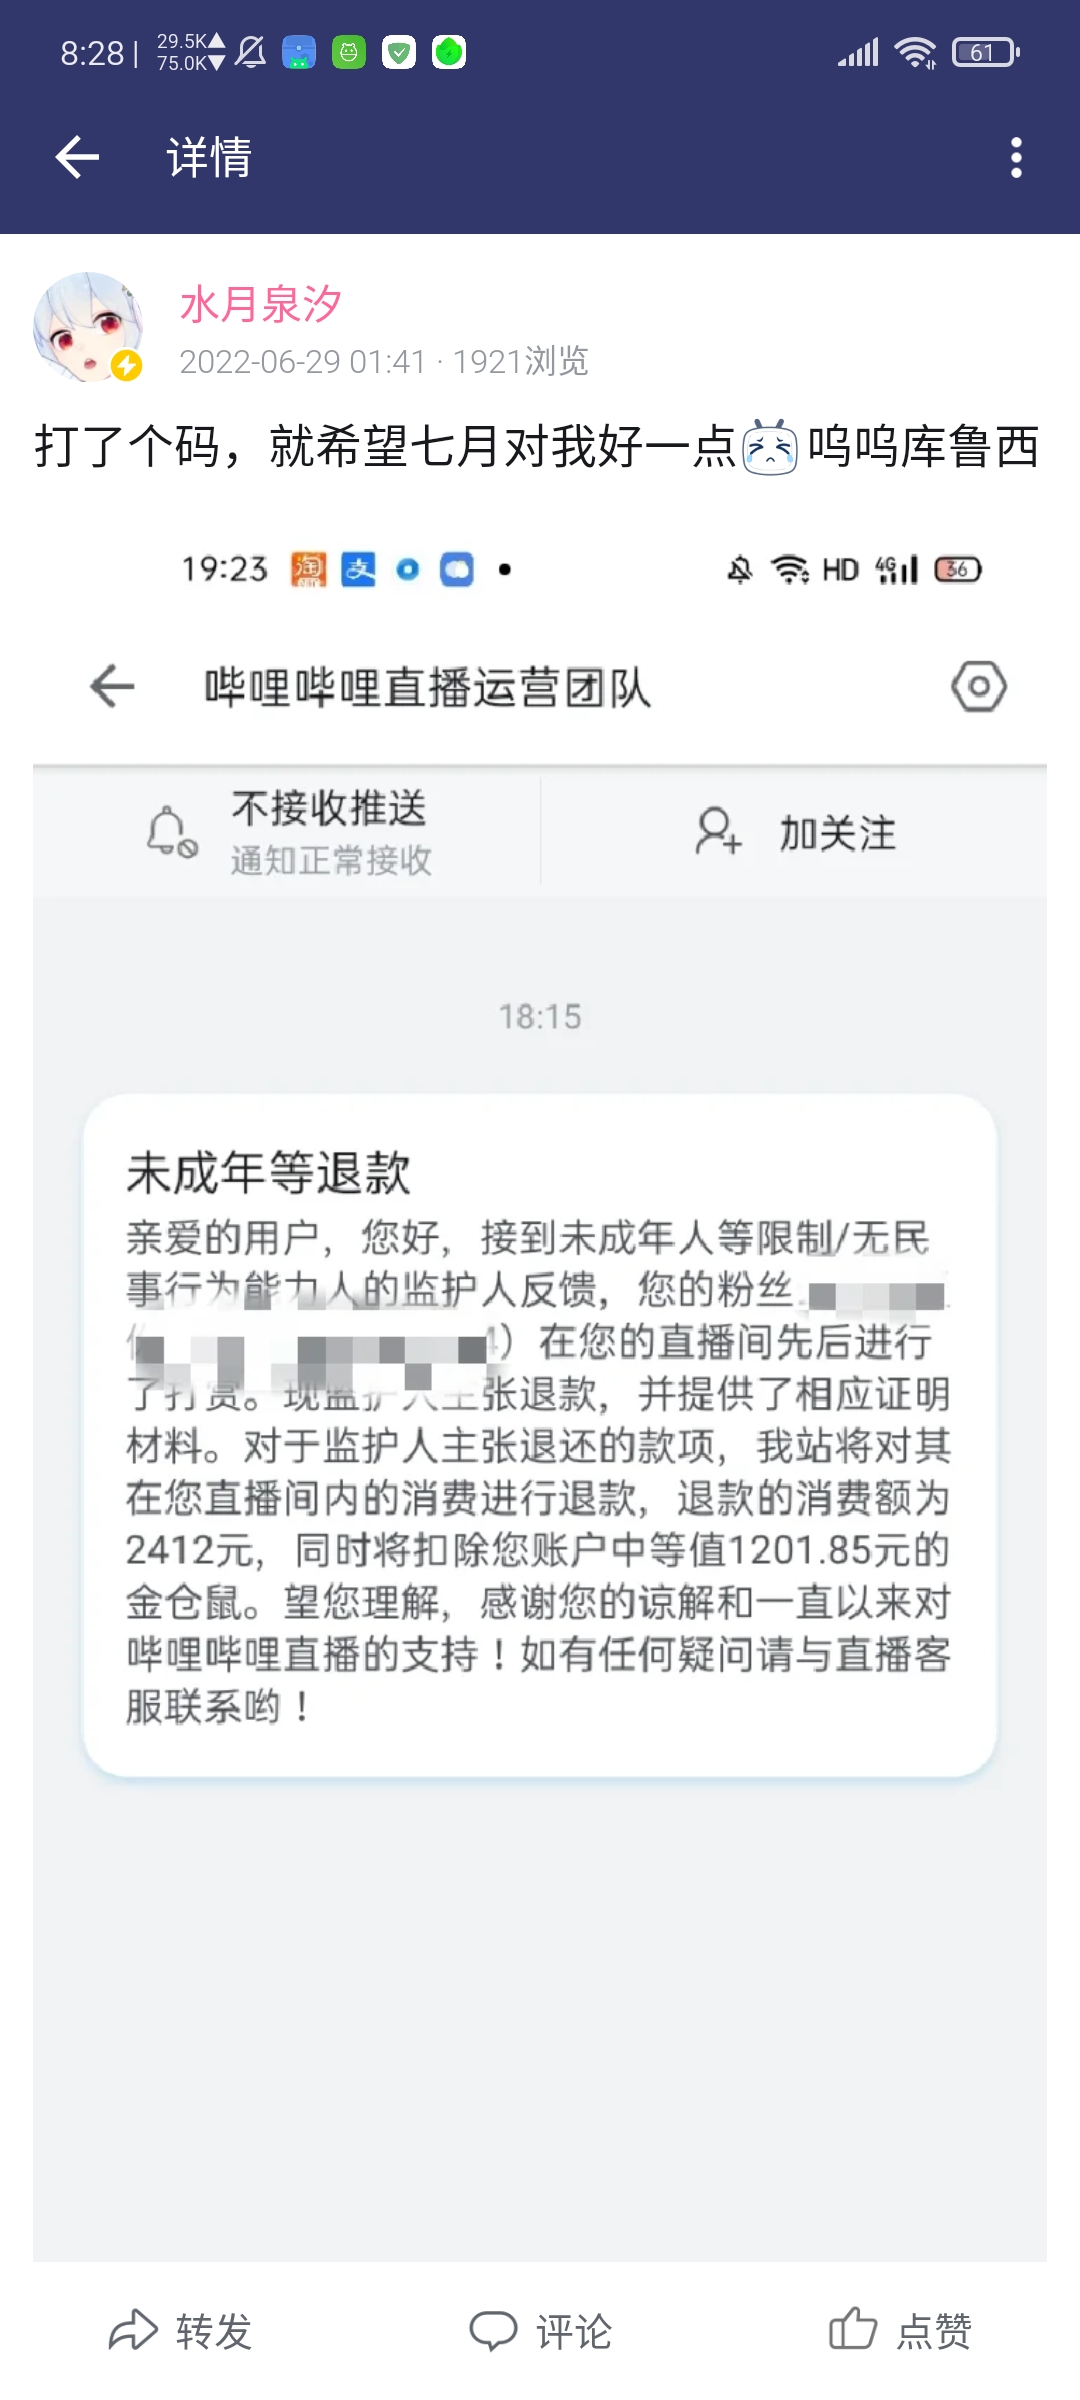 8:28
29.5K
75.0K
61
详情
水月泉汐
2022-06-29 01:41 · 1921浏览
打了个码，就希望七月对我好一点呜呜库鲁西
19:23 淘 支 HD 4G 36
哔哩哔哩直播运营团队
不接收推送
通知正常接收
加关注
18:15
未成年等退款
亲爱的用户，您好，接到未成年人等限制/无民
事行为能力人的监护人反馈，您的粉丝
）在您的直播间先后进行
了打赏。现监护人主张退款，并提供了相应证明
材料。对于监护人主张退还的款项，我站将对其
在您直播间内的消费进行退款，退款的消费额为
2412元，同时将扣除您账户中等值1201.85元的
金仓鼠。望您理解，感谢您的谅解和一直以来对
哔哩哔哩直播的支持！如有任何疑问请与直播客
服联系哟！
转发
评论
点赞